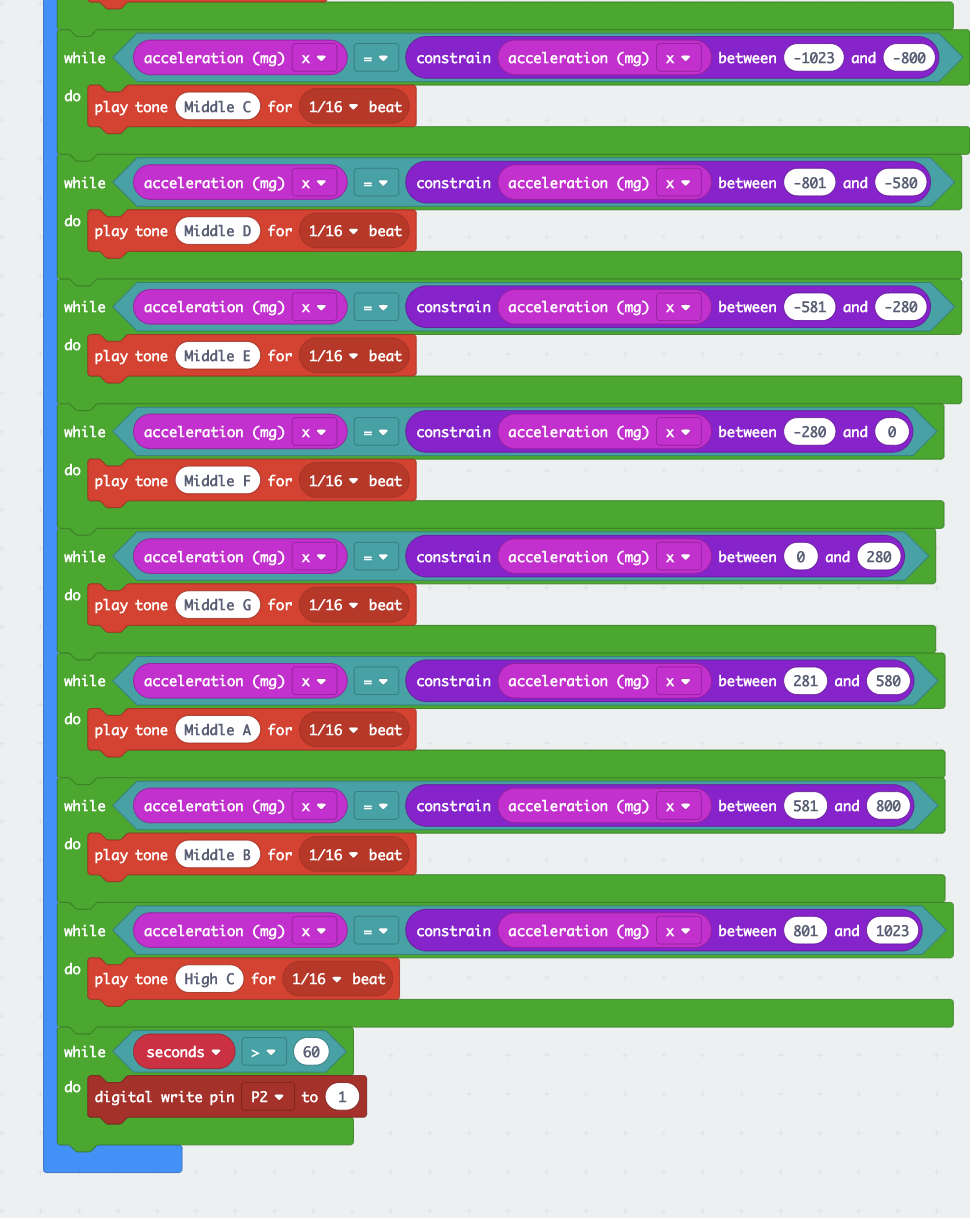 while acceleration (mg) x = constrain acceleration (mg) x between -1023 and -800
do play tone Middle C for 1/16 beat
while acceleration (mg) x = constrain acceleration (mg) x between -801 and -580
do play tone Middle D for 1/16 beat
while acceleration (mg) x = constrain acceleration (mg) x between -581 and -280
do play tone Middle E for 1/16 beat
while acceleration (mg) x = constrain acceleration (mg) x between -280 and 0
do play tone Middle F for 1/16 beat
while acceleration (mg) x = constrain acceleration (mg) x between 0 and 280
do play tone Middle G for 1/16 beat
while acceleration (mg) x = constrain acceleration (mg) x between 281 and 580
do play tone Middle A for 1/16 beat
while acceleration (mg) x = constrain acceleration (mg) x between 581 and 800
do play tone Middle B for 1/16 beat
while acceleration (mg) x = constrain acceleration (mg) x between 801 and 1023
do play tone High C for 1/16 beat
while seconds > 60
do digital write pin P2 to 1